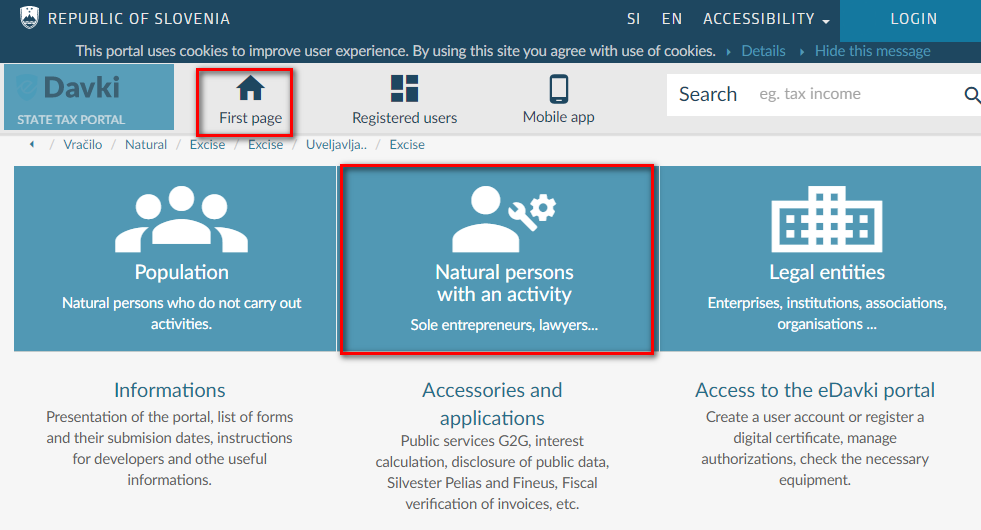 REPUBLIC OF SLOVENIA
SI EN ACCESSIBILITY LOGIN
This portal uses cookies to improve user experience. By using this site you agree with use of cookies. Details Hide this message
Davki
STATE TAX PORTAL
First page
Registered users
Mobile app
Search eg. tax income
/ Vračilo / Natural / Excise / Excise / Uveljavlja.. / Excise
Population
Natural persons who do not carry out
activities.
Natural persons
with an activity
Sole entrepreneurs, lawyers...
Legal entities
Enterprises, institutions, associations,
organisations ...
Informations
Presentation of the portal, list of forms
and their submision dates, instructions
for developers and othe useful
informations.
Accessories and
applications
Public services G2G, interest
calculation, disclosure of public data,
Silvester Pelias and Fineus, Fiscal
verification of invoices, etc.
Access to the eDavki portal
Create a user account or register a
digital certificate, manage
authorizations, check the necessary
equipment.